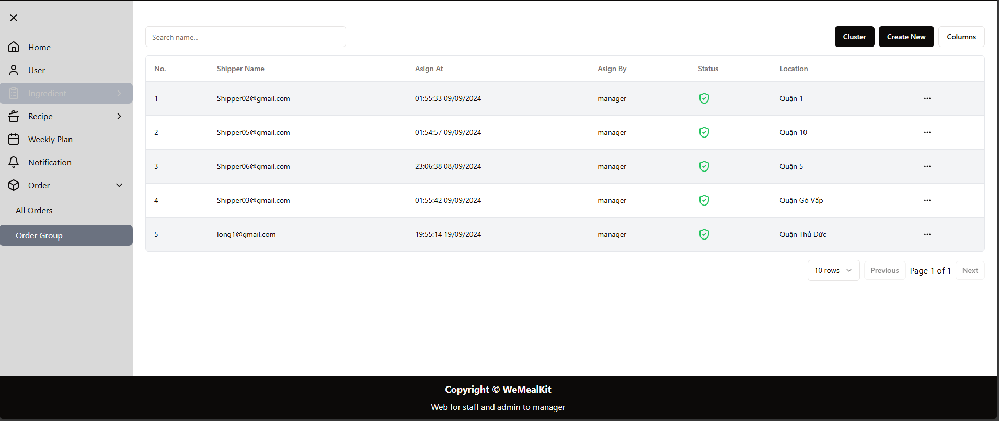 Home
User
Ingredient
Recipe
Weekly Plan
Notification
Order
All Orders
Order Group
Search name...
Cluster Create New Columns
No. Shipper Name Asign At Asign By Status Location
1 Shipper02@gmail.com 01:55:33 09/09/2024 manager Quận 1 ...
2 Shipper05@gmail.com 01:54:57 09/09/2024 manager Quận 10 ...
3 Shipper06@gmail.com 23:06:38 08/09/2024 manager Quận 5 ...
4 Shipper03@gmail.com 01:55:42 09/09/2024 manager Quận Gò Vấp ...
5 long1@gmail.com 19:55:14 19/09/2024 manager Quận Thủ Đức ...
10 rows Previous Page 1 of 1 Next
Copyright © WeMealKit
Web for staff and admin to manager